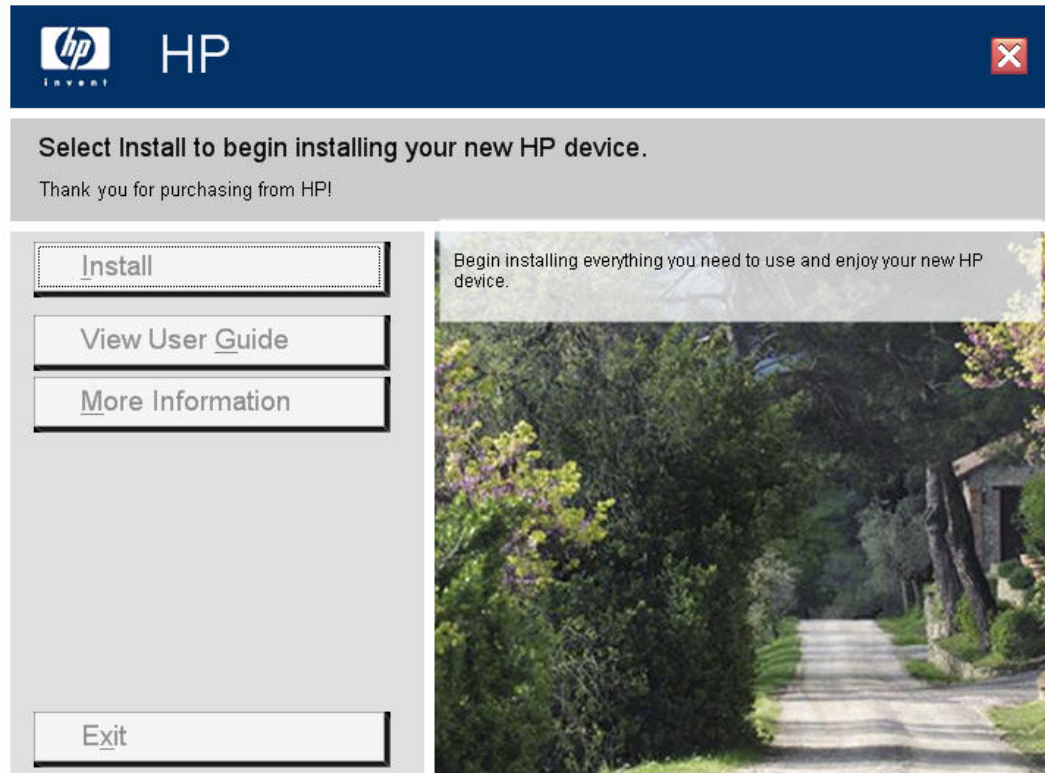 hp
invent
HP
Select Install to begin installing your new HP device.
Thank you for purchasing from HP!
Install
View User Guide
More Information
Exit
Begin installing everything you need to use and enjoy your new HP
device.